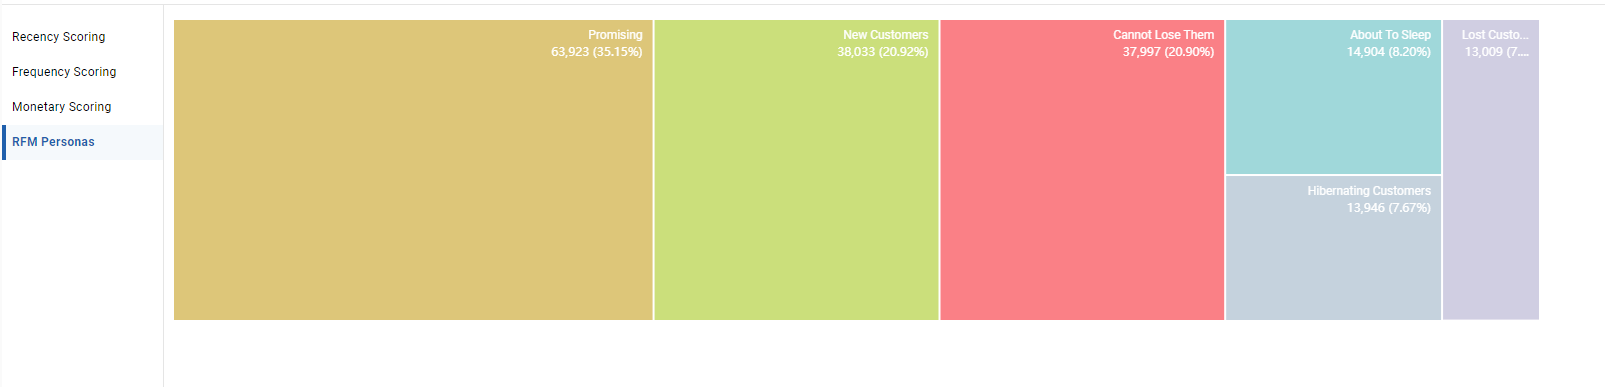 Recency Scoring
Frequency Scoring
Monetary Scoring
RFM Personas
Promising
63,923 (35.15%)
New Customers
38,033 (20.92%)
Cannot Lose Them
37,997 (20.90%)
About To Sleep
14,904 (8.20%)
Hibernating Customers
13,946 (7.67%)
Lost Custo...
13,009 (7....